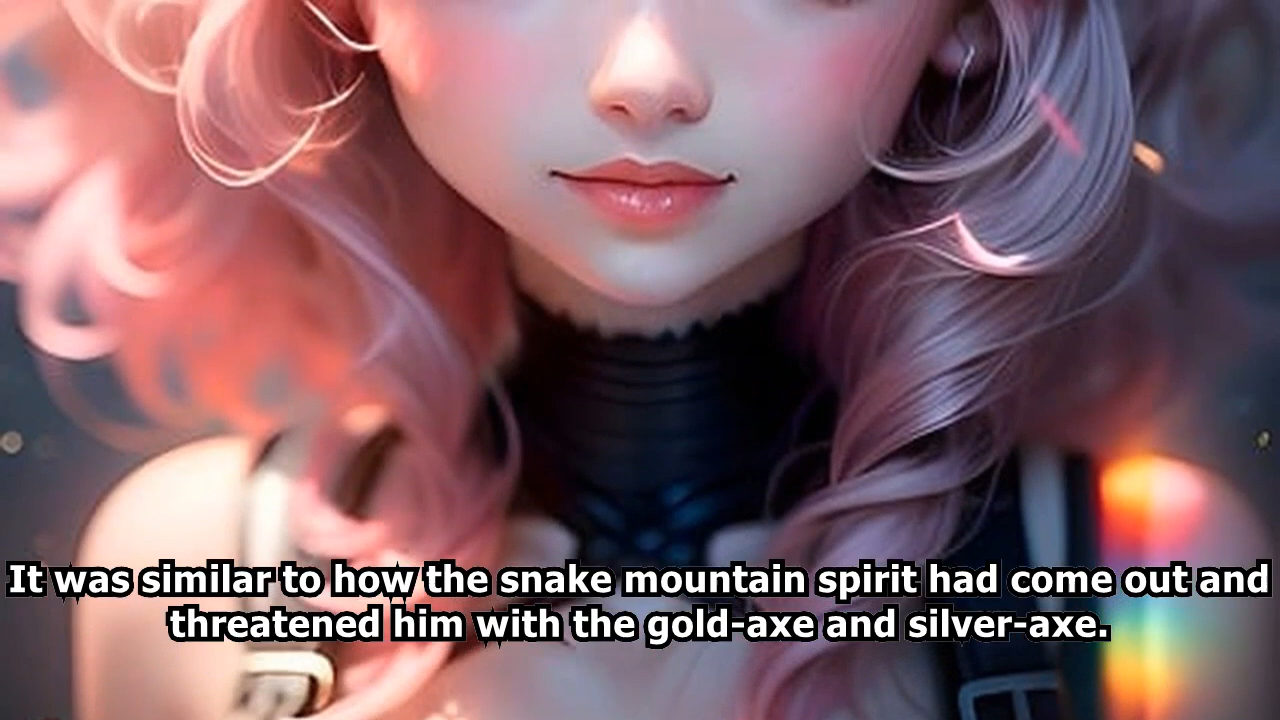 It was similar to how the snake mountain spirit had come out and
threatened him with the gold-axe and silver-axe.